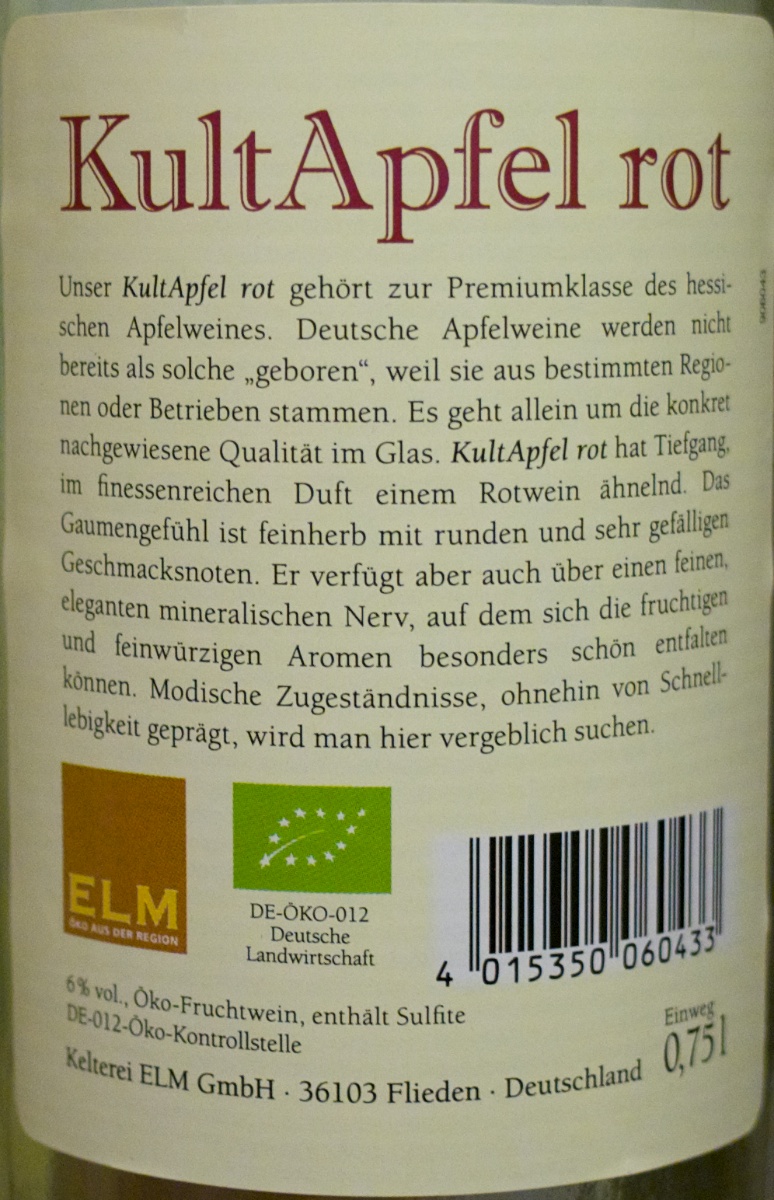 KultApfel rot
Unser KultApfel rot gehört zur Premiumklasse des hessi-
schen Apfelweines. Deutsche Apfelweine werden nicht
bereits als solche „geboren“, weil sie aus bestimmten Regio-
nen oder Betrieben stammen. Es geht allein um die konkret
nachgewiesene Qualität im Glas. KultApfel rot hat Tiefgang,
im finessenreichen Duft einem Rotwein ähnelnd. Das
Gaumengefühl ist feinherb mit runden und sehr gefälligen
Geschmacksnoten. Er verfügt aber auch über einen feinen,
eleganten mineralischen Nerv, auf dem sich die fruchtigen
und feinwürzigen Aromen besonders schön entfalten
können. Modische Zugeständnisse, ohnehin von Schnell-
lebigkeit geprägt, wird man hier vergeblich suchen.
ELM
ÖKO AUS DER REGION
DE-ÖKO-012
Deutsche
Landwirtschaft
4 015350 060433
6% vol., Öko-Fruchtwein, enthält Sulfite
DE-012-Öko-Kontrollstelle
Kelterei ELM GmbH · 36103 Flieden · Deutschland
Einweg
0,75 l